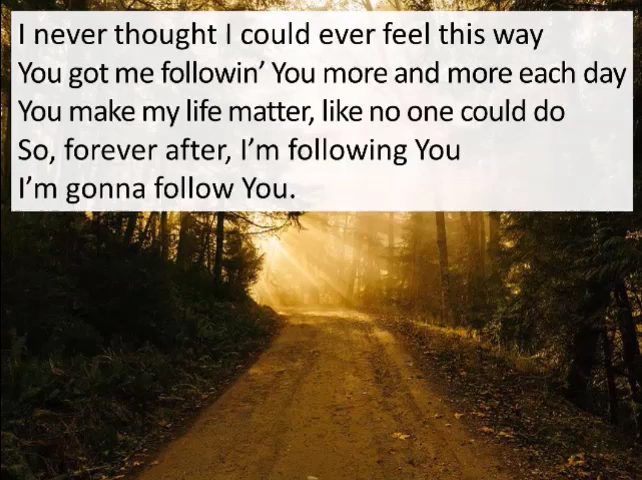 I never thought I could ever feel this way
You got me followin’ You more and more each day
You make my life matter, like no one could do
So, forever after, I’m following You
I’m gonna follow You.